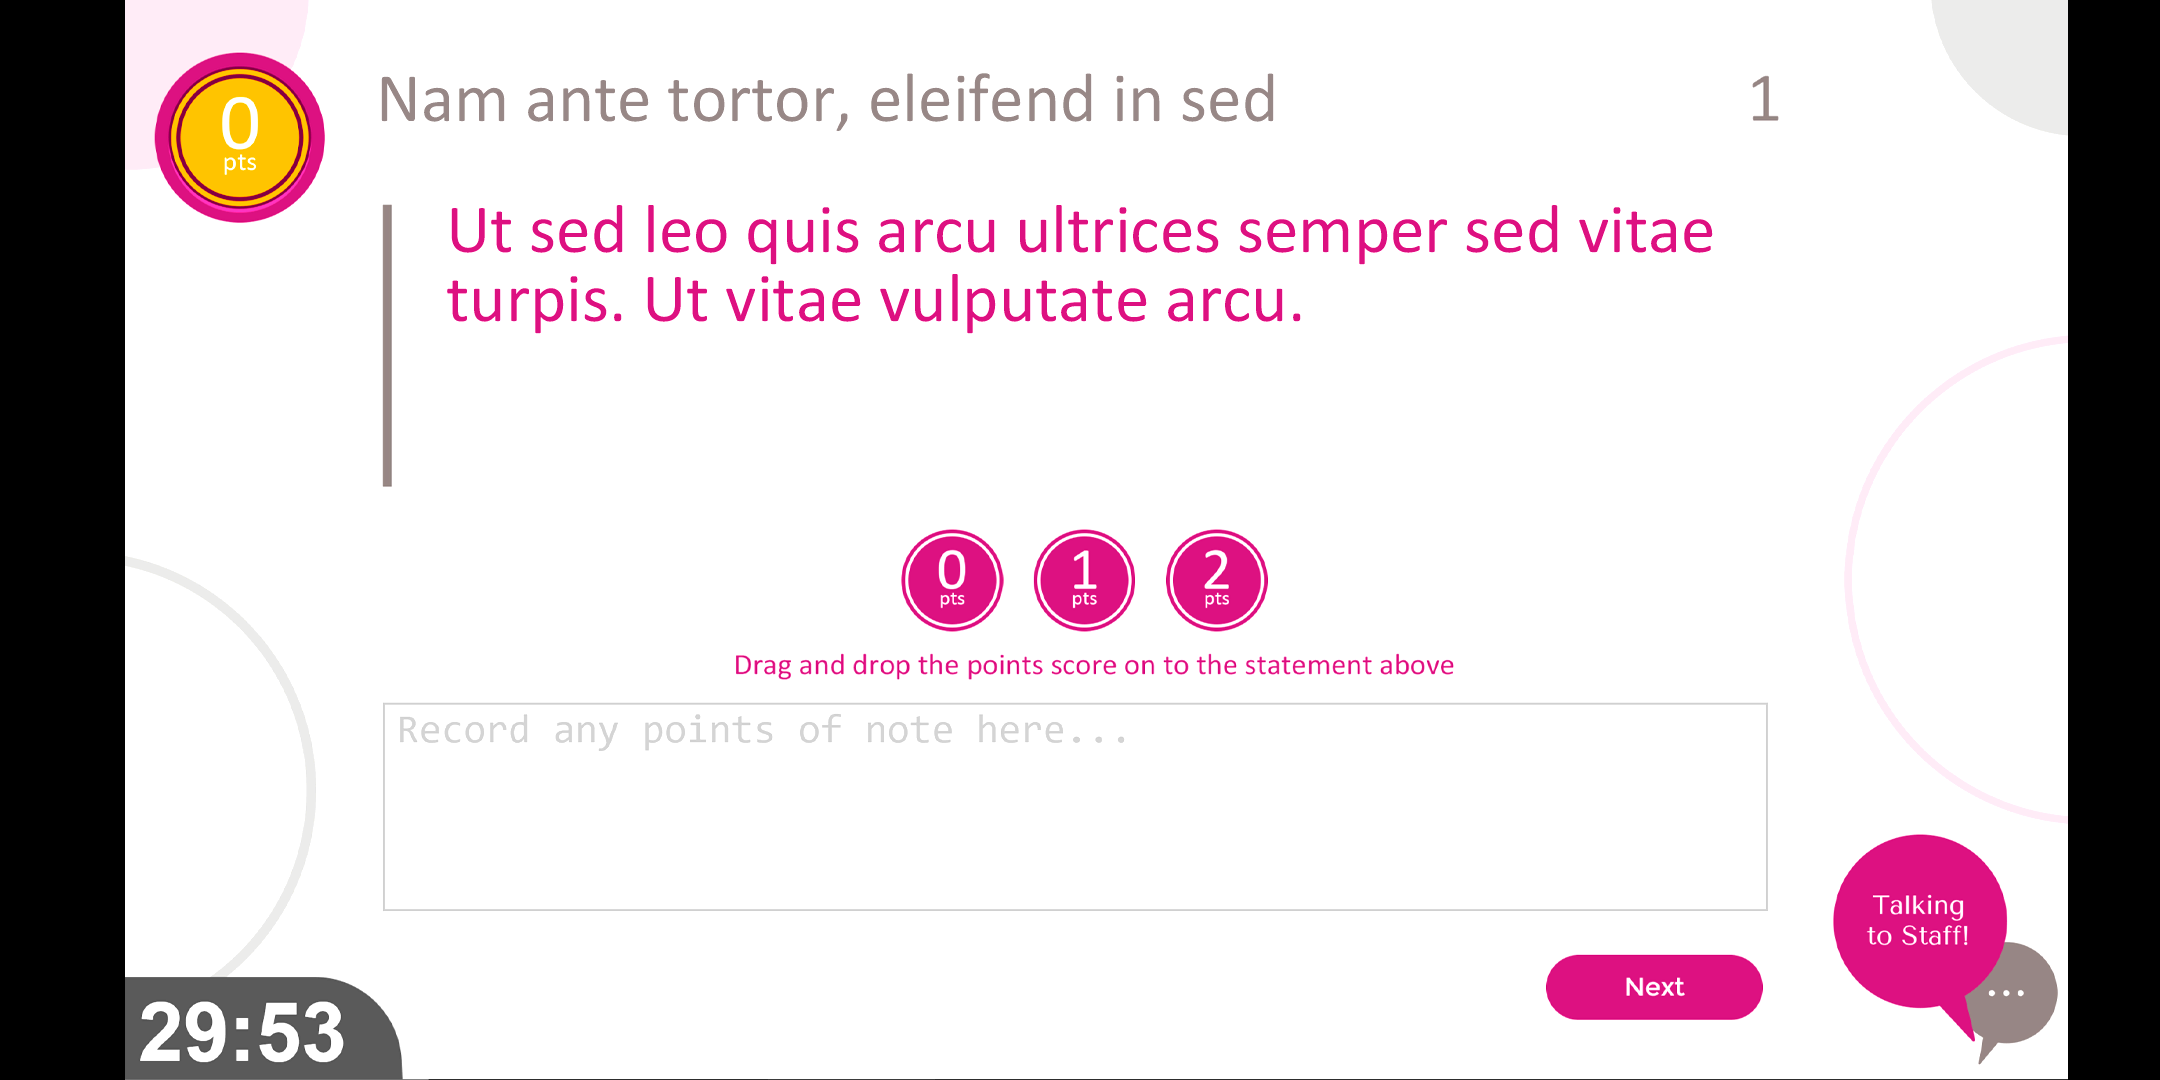 0
pts
Nam ante tortor, eleifend in sed
1
Ut sed leo quis arcu ultrices semper sed vitae
turpis. Ut vitae vulputate arcu.
0
pts
1
pts
2
pts
Drag and drop the points score on to the statement above
Record any points of note here...
Talking
to Staff!
...
Next
29:53